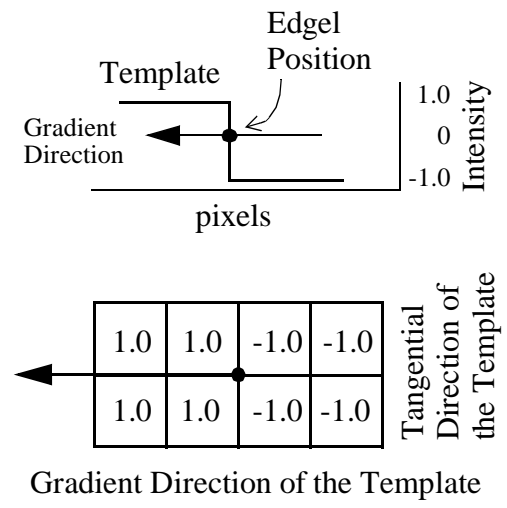 Edgel
Position
Template
Gradient
Direction
1.0
0
-1.0
Intensity
pixels
1.0 1.0 -1.0 -1.0
1.0 1.0 -1.0 -1.0
Tangential
Direction of
the Template
Gradient Direction of the Template